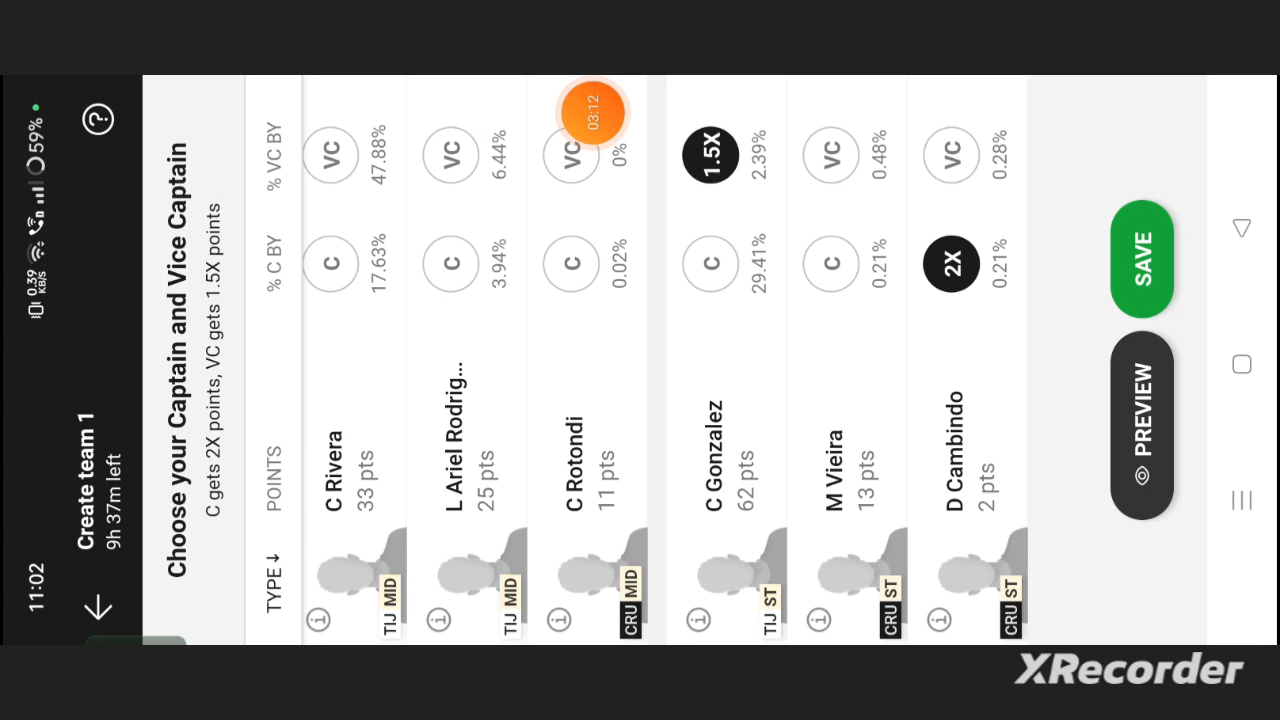 11:02
0.39
KB/S
59%
Create team 1
9h 37m left
Choose your Captain and Vice Captain
C gets 2X points, VC gets 1.5X points
TYPE ↓ POINTS % C BY % VC BY
TIJ MID C Rivera C VC
33 pts 17.63% 47.88%
TIJ MID L Ariel Rodrig... C VC
25 pts 3.94% 6.44%
CRU MID C Rotondi C VC
11 pts 0.02% 0%
03:12
TIJ ST C Gonzalez C 1.5X
62 pts 29.41% 2.39%
CRU ST M Vieira C VC
13 pts 0.21% 0.48%
CRU ST D Cambindo 2X VC
2 pts 0.21% 0.28%
PREVIEW SAVE
XRecorder